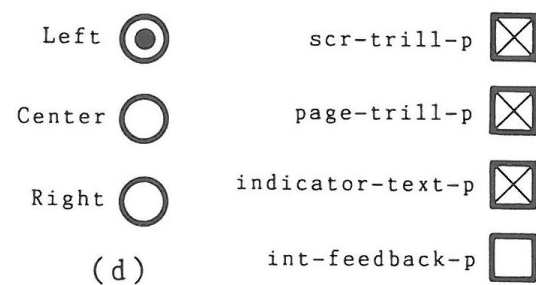 Left
Center
Right
(d)
scr-trill-p
page-trill-p
indicator-text-p
int-feedback-p